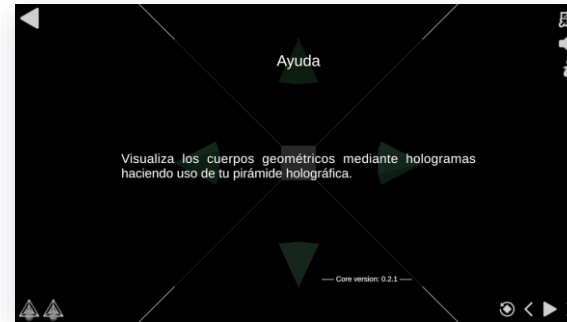 Ayuda
Visualiza los cuerpos geométricos mediante hologramas
haciendo uso de tu pirámide holográfica.
Core version: 0.2.1